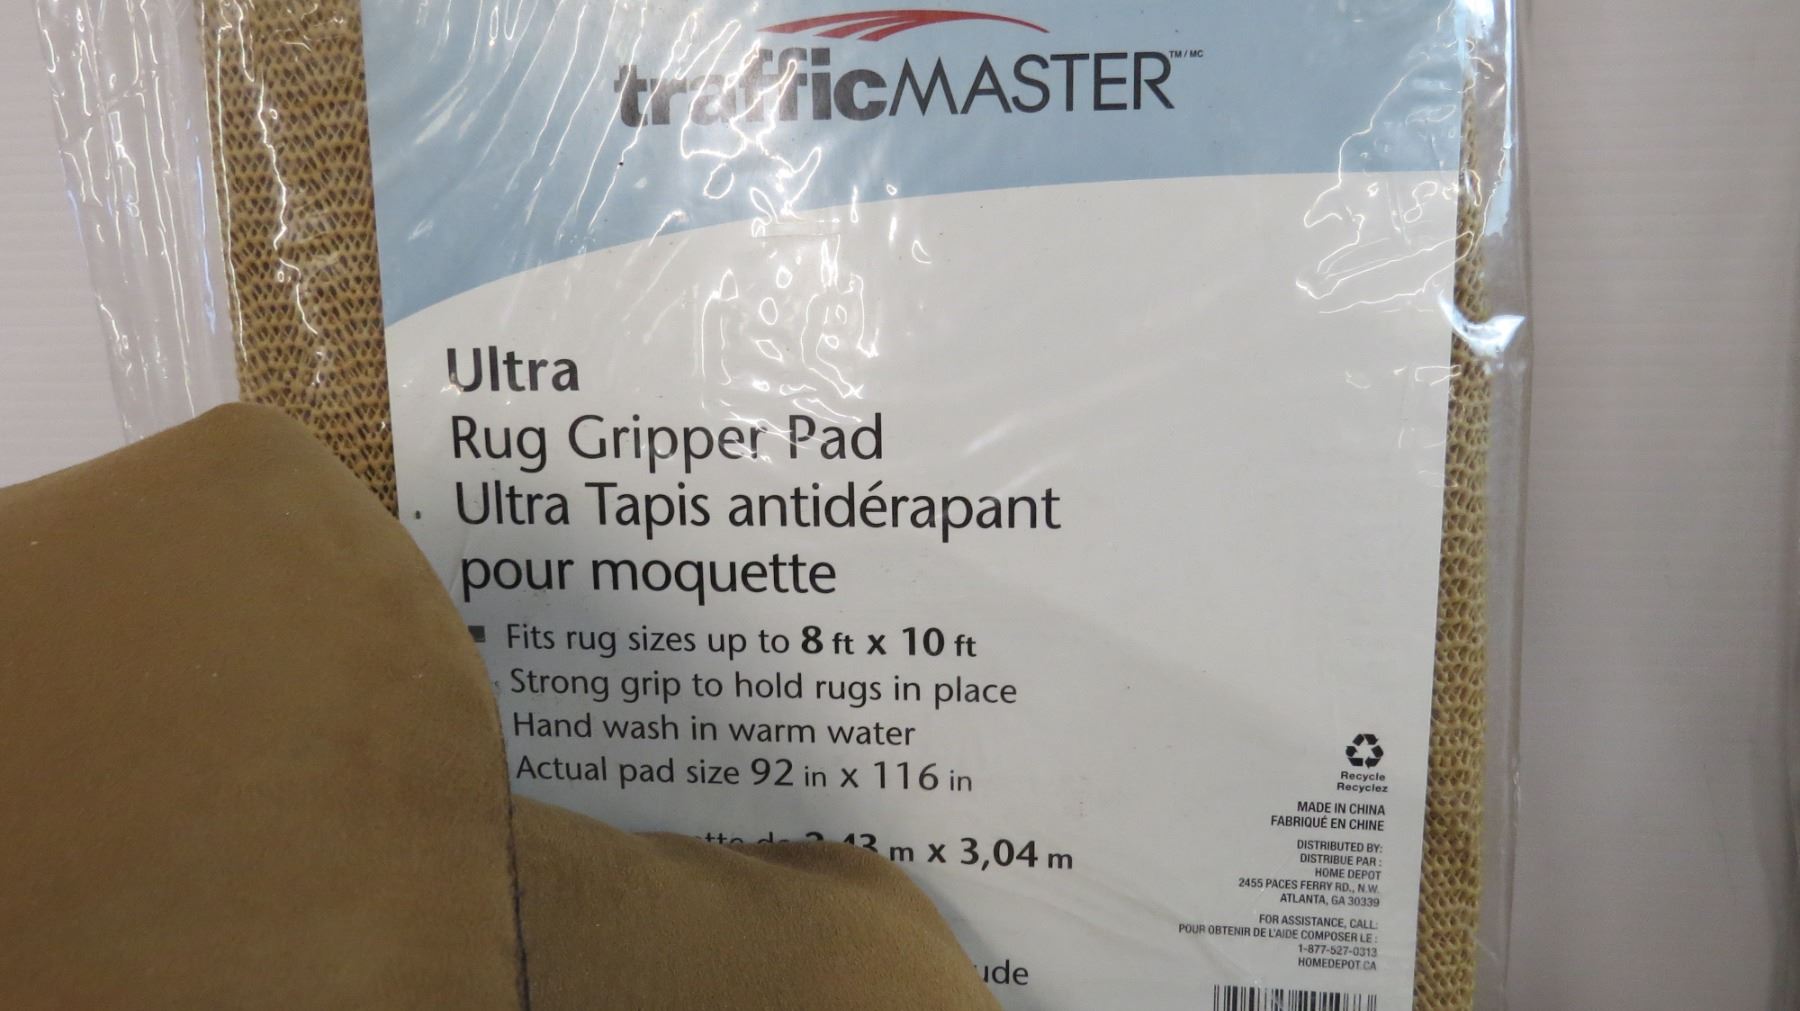 trafficMASTER™/MC
Ultra
Rug Gripper Pad
Ultra Tapis antidérapant
pour moquette
Fits rug sizes up to 8 ft x 10 ft
Strong grip to hold rugs in place
Hand wash in warm water
Actual pad size 92 in x 116 in
m x 3,04 m
Recycle
Recyclez
MADE IN CHINA
FABRIQUÉ EN CHINE
DISTRIBUTED BY:
DISTRIBUE PAR :
HOME DEPOT
2455 PACES FERRY RD., N.W.
ATLANTA, GA 30339
FOR ASSISTANCE, CALL:
POUR OBTENIR DE L'AIDE COMPOSER LE :
1-877-527-0313
HOMEDEPOT.CA